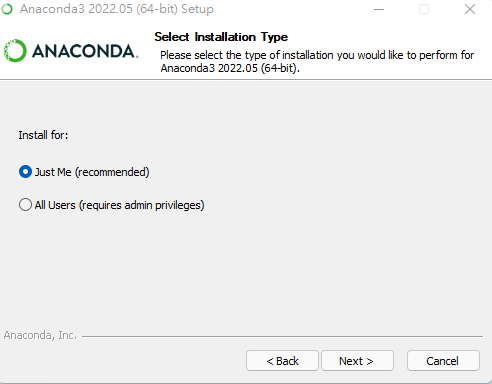 Anaconda3 2022.05 (64-bit) Setup
ANACONDA.
Select Installation Type
Please select the type of installation you would like to perform for
Anaconda3 2022.05 (64-bit).
Install for:
Just Me (recommended)
All Users (requires admin privileges)
Anaconda, Inc.
< Back
Next >
Cancel